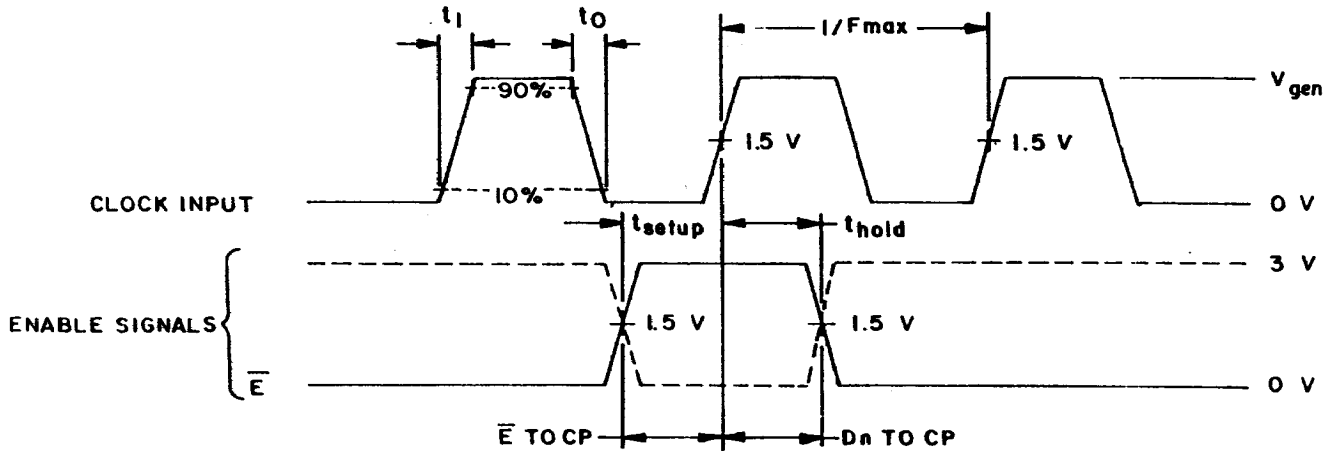 t1 t0 1/Fmax
90% Vgen
1.5 V 1.5 V
10%
CLOCK INPUT 0 V
tsetup thold
3 V
ENABLE SIGNALS 1.5 V 1.5 V
E̅ 0 V
E̅ TO CP Dn TO CP